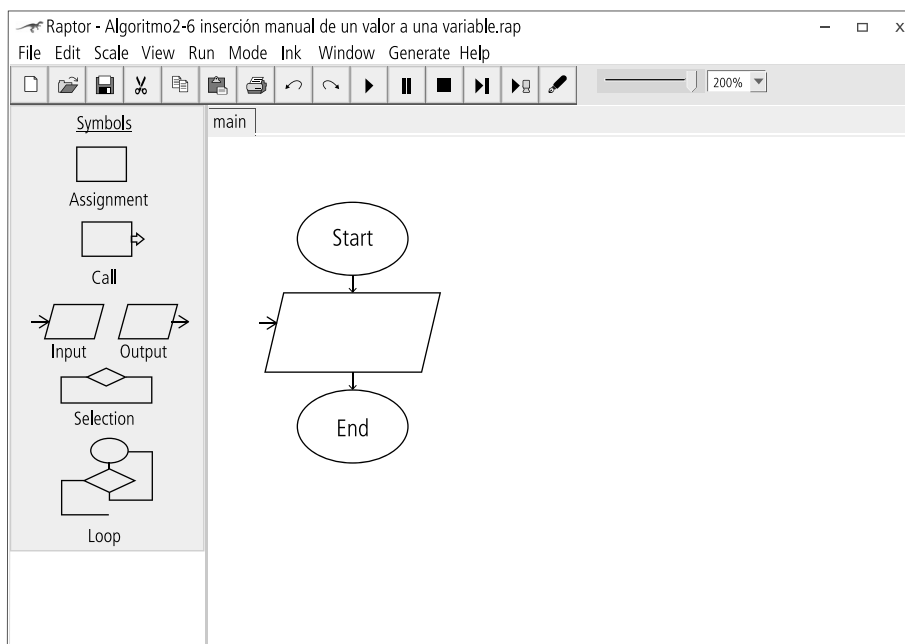 Raptor - Algoritmo2-6 inserción manual de un valor a una variable.rap
File Edit Scale View Run Mode Ink Window Generate Help
200%
Symbols
main
Assignment
Call
Input Output
Selection
Loop
Start
End